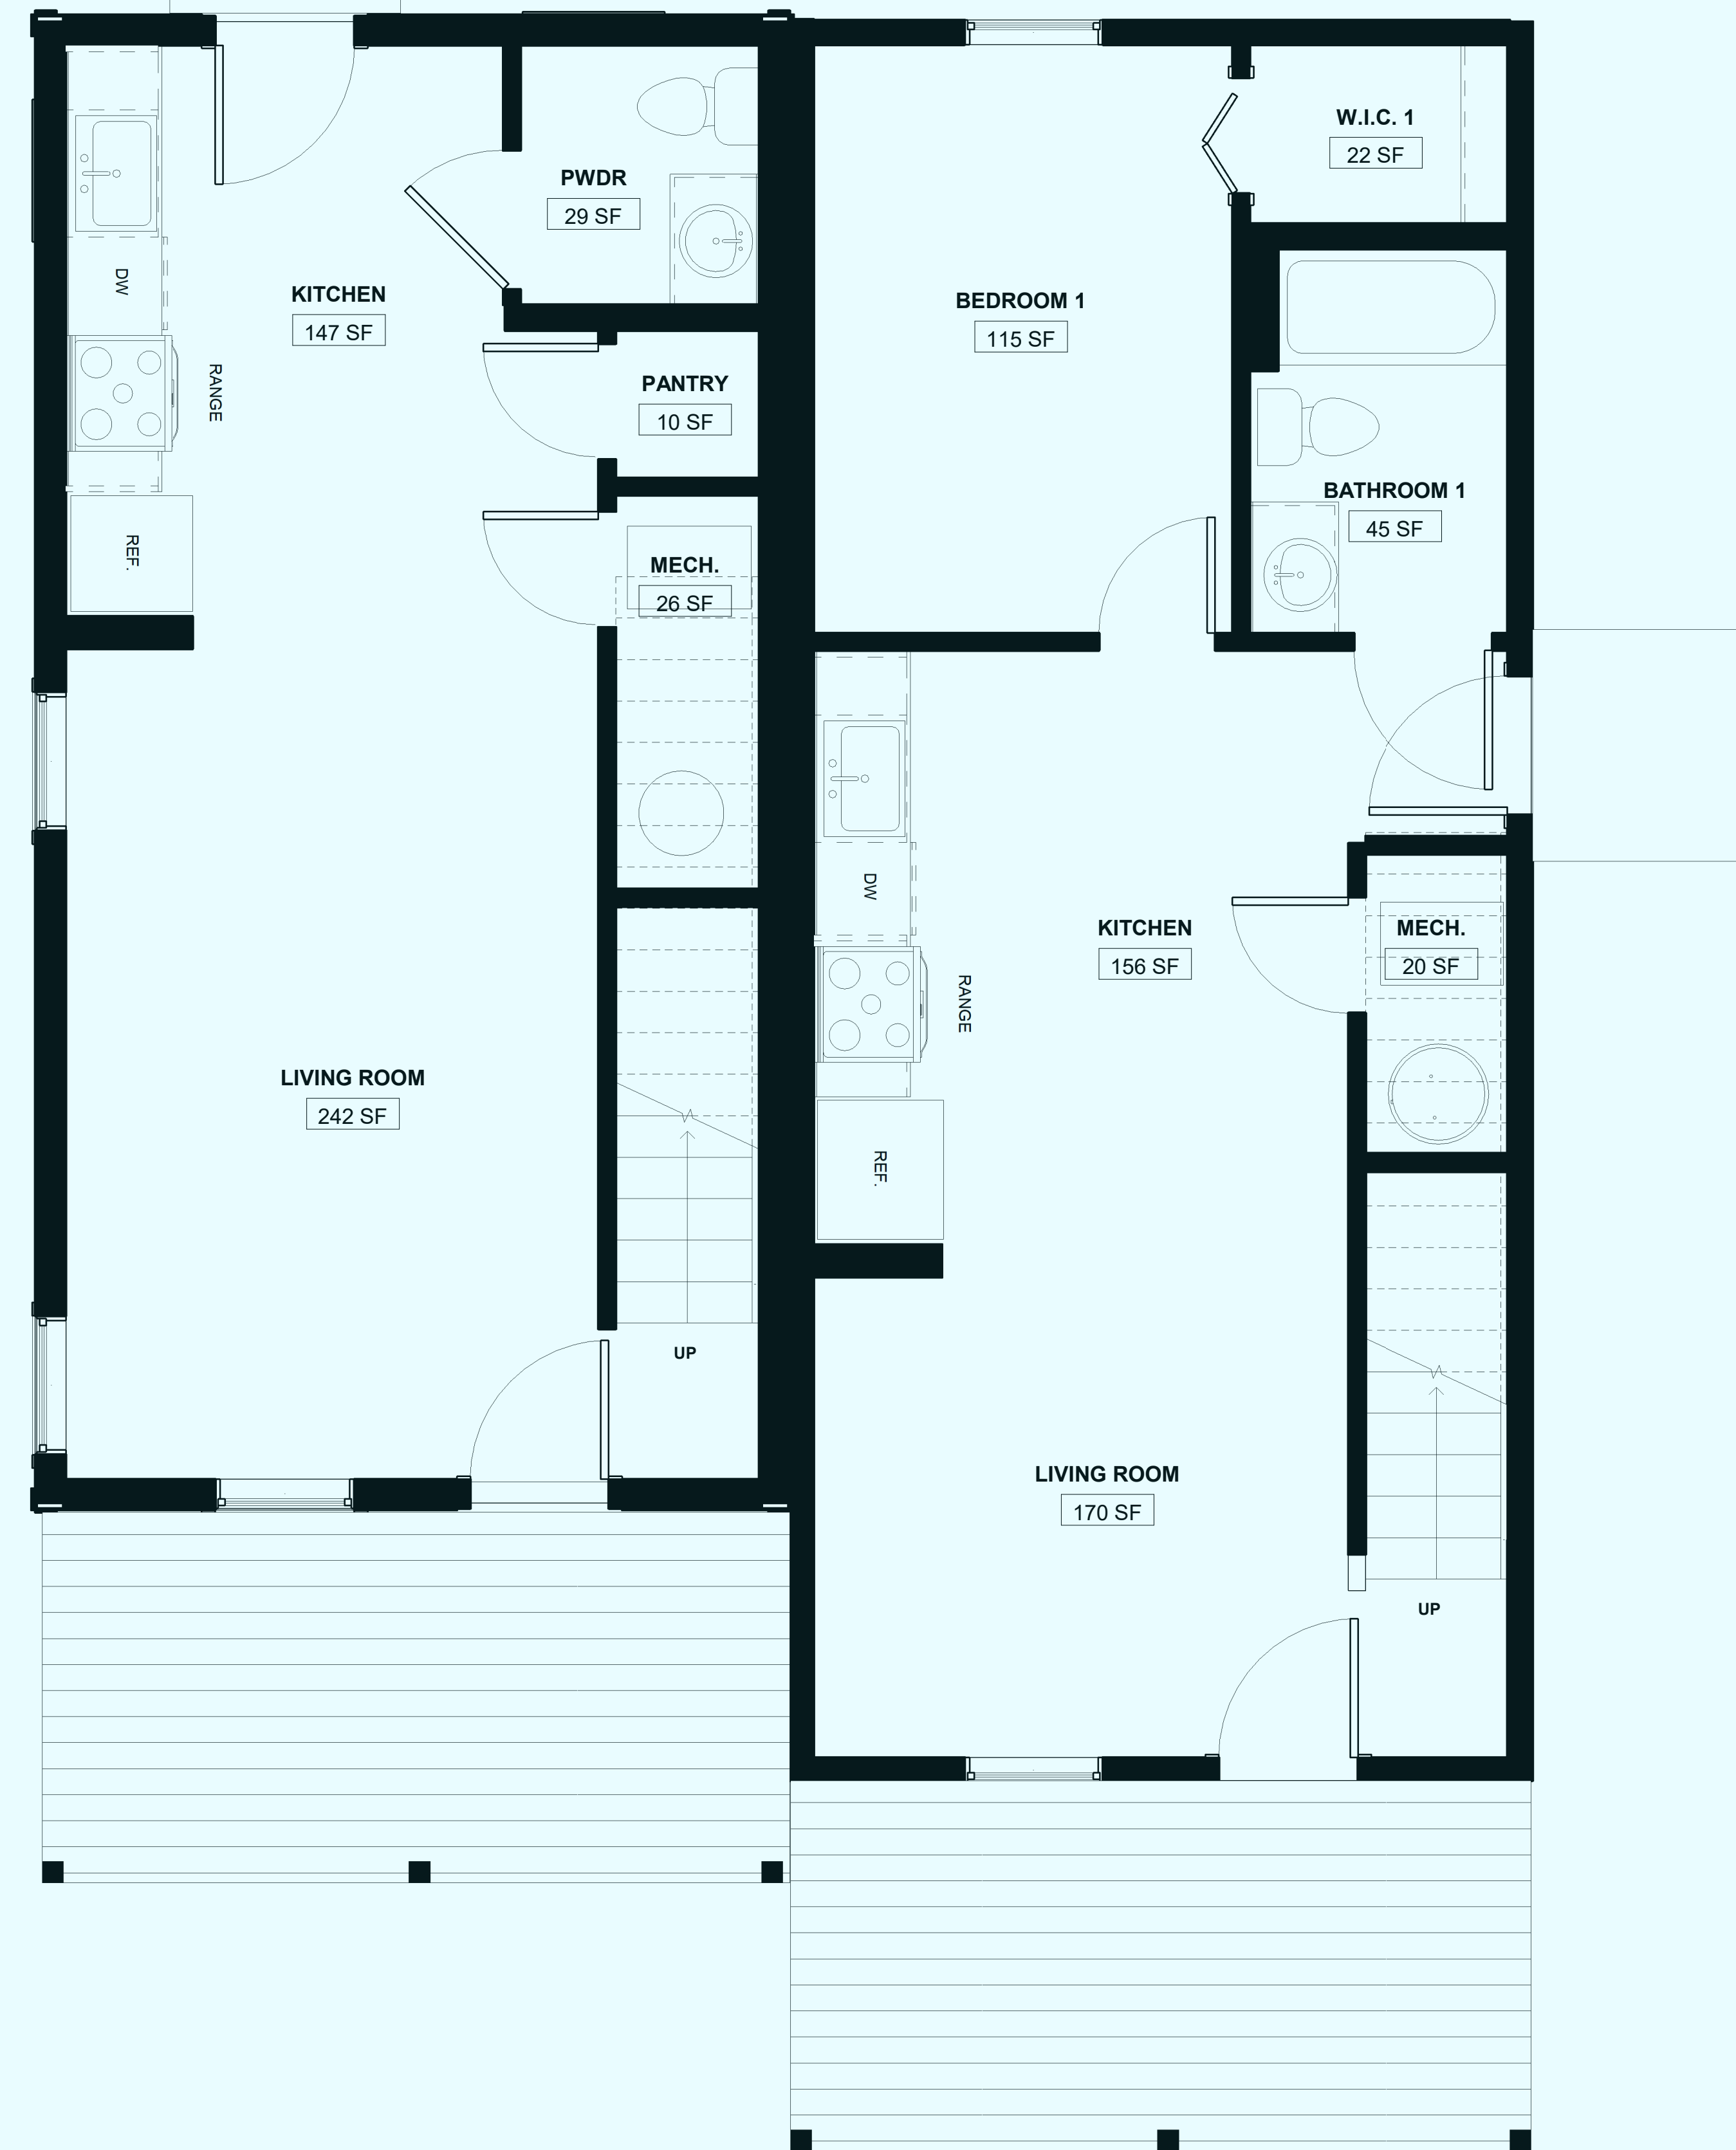 PWDR
29 SF
KITCHEN
147 SF
DW
RANGE
PANTRY
10 SF
REF.
MECH.
26 SF
LIVING ROOM
242 SF
UP
W.I.C. 1
22 SF
BEDROOM 1
115 SF
BATHROOM 1
45 SF
DW
KITCHEN
156 SF
MECH.
20 SF
RANGE
REF.
LIVING ROOM
170 SF
UP